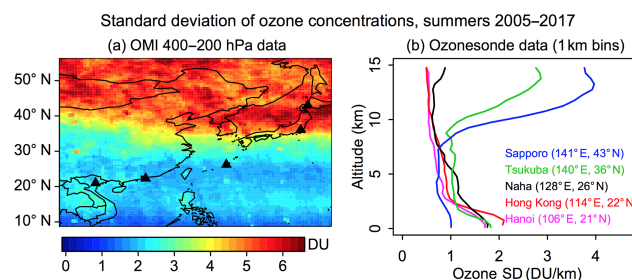 Standard deviation of ozone concentrations, summers 2005–2017
(a) OMI 400–200 hPa data
50° N
40° N
30° N
20° N
10° N
DU
0 1 2 3 4 5 6
(b) Ozonesonde data (1 km bins)
Altitude (km)
15
10
5
0
Sapporo (141° E, 43° N)
Tsukuba (140° E, 36° N)
Naha (128° E, 26° N)
Hong Kong (114° E, 22° N)
Hanoi (106° E, 21° N)
0 1 2 3 4
Ozone SD (DU/km)